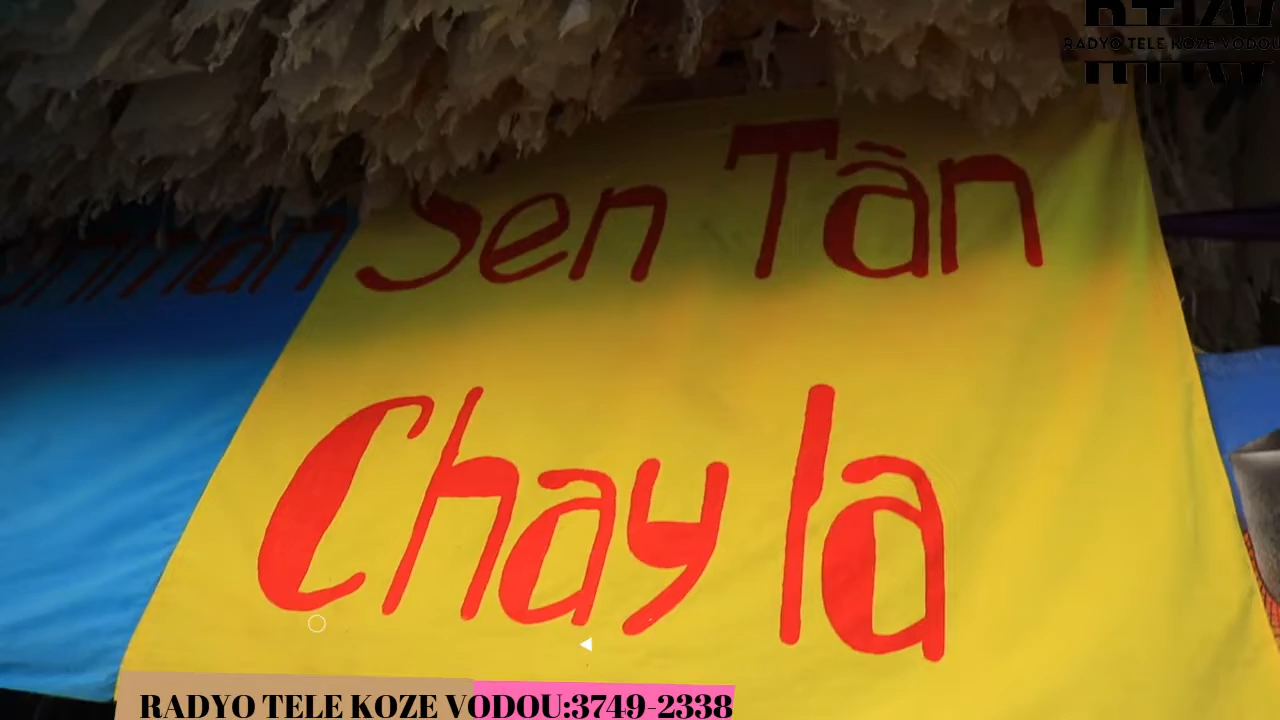 RADYO TELE KOZE VODOU
Sen Tàn
Chay la
RADYO TELE KOZE VODOU:3749-2338